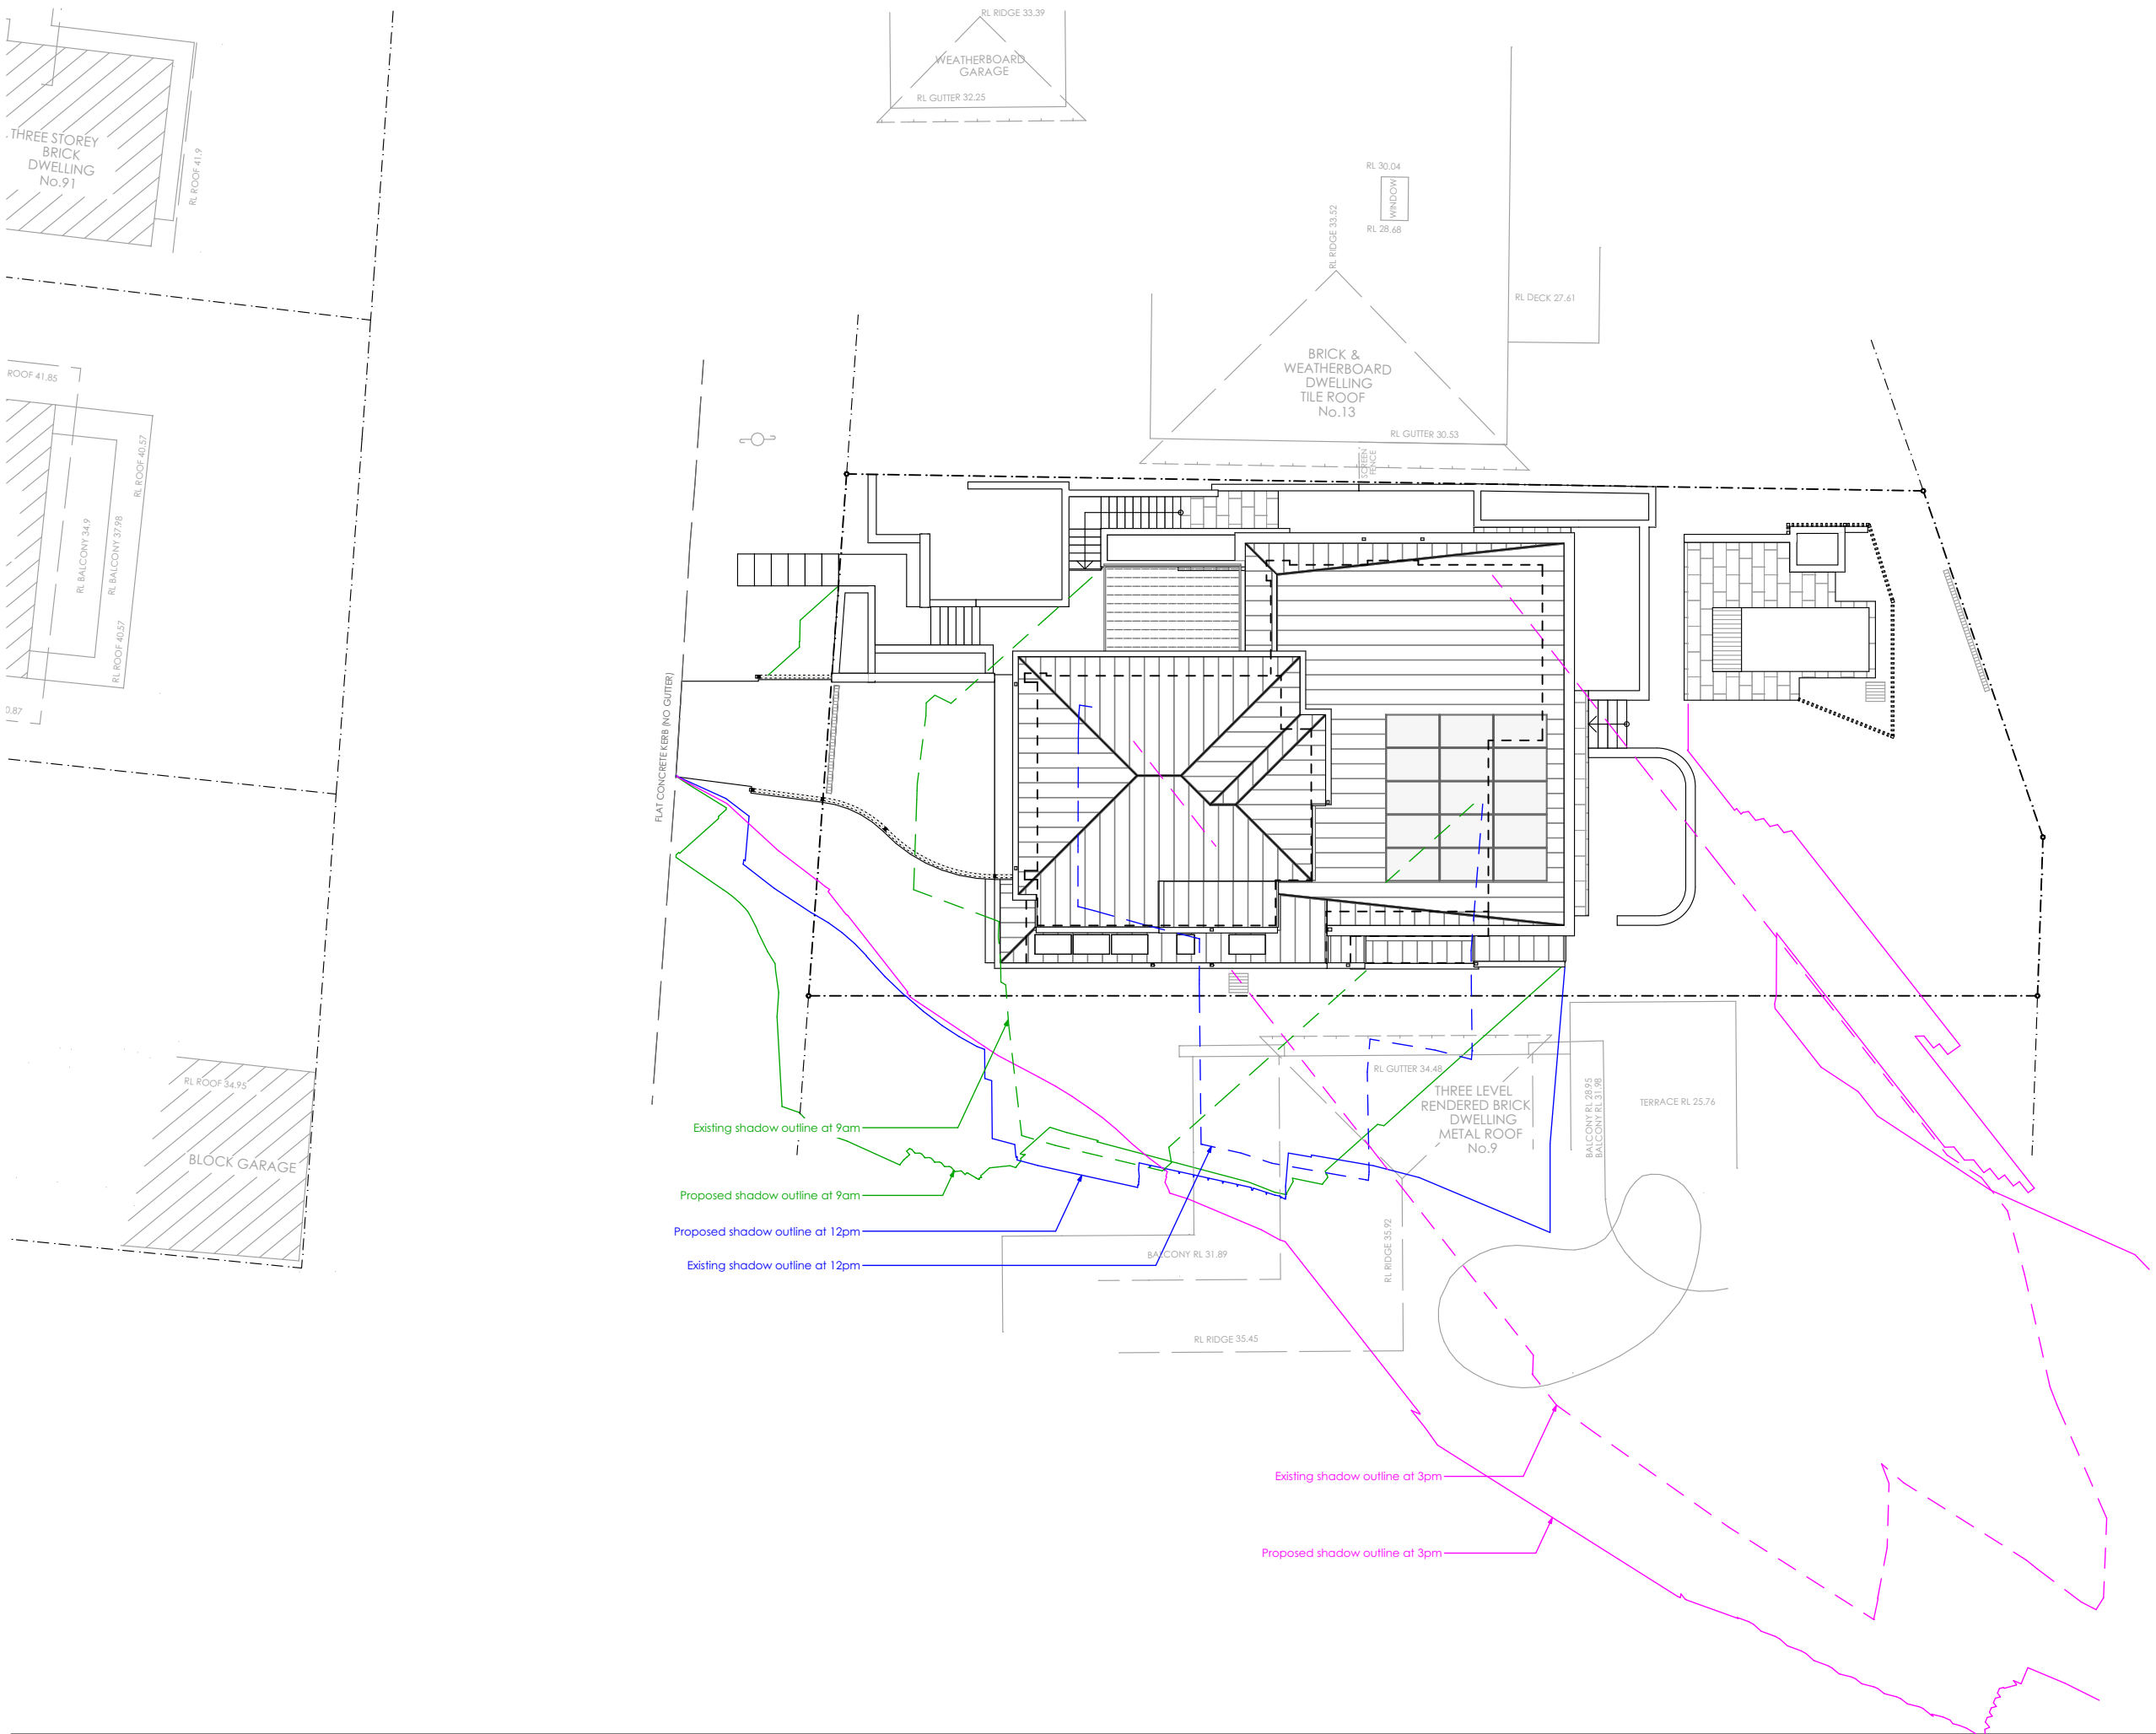 RL RIDGE 33.39
WEATHERBOARD
GARAGE
RL GUTTER 32.25
THREE STOREY
BRICK
DWELLING
No.91
RL ROOF 41.9
RL 30.04
WINDOW
RL 28.68
RL RIDGE 33.52
RL DECK 27.61
BRICK &
WEATHERBOARD
DWELLING
TILE ROOF
No.13
RL GUTTER 30.53
SCREEN
FENCE
ROOF 41.85
RL ROOF 40.57
RL BALCONY 34.9
RL BALCONY 37.98
RL ROOF 40.57
0.87
FLAT CONCRETE KERB (NO GUTTER)
RL ROOF 34.95
BLOCK GARAGE
RL GUTTER 34.48
THREE LEVEL
RENDERED BRICK
DWELLING
METAL ROOF
No.9
BALCONY RL 28.95
BALCONY RL 31.98
TERRACE RL 25.76
Existing shadow outline at 9am
Proposed shadow outline at 9am
Proposed shadow outline at 12pm
Existing shadow outline at 12pm
BALCONY RL 31.89
RL RIDGE 35.92
RL RIDGE 35.45
Existing shadow outline at 3pm
Proposed shadow outline at 3pm